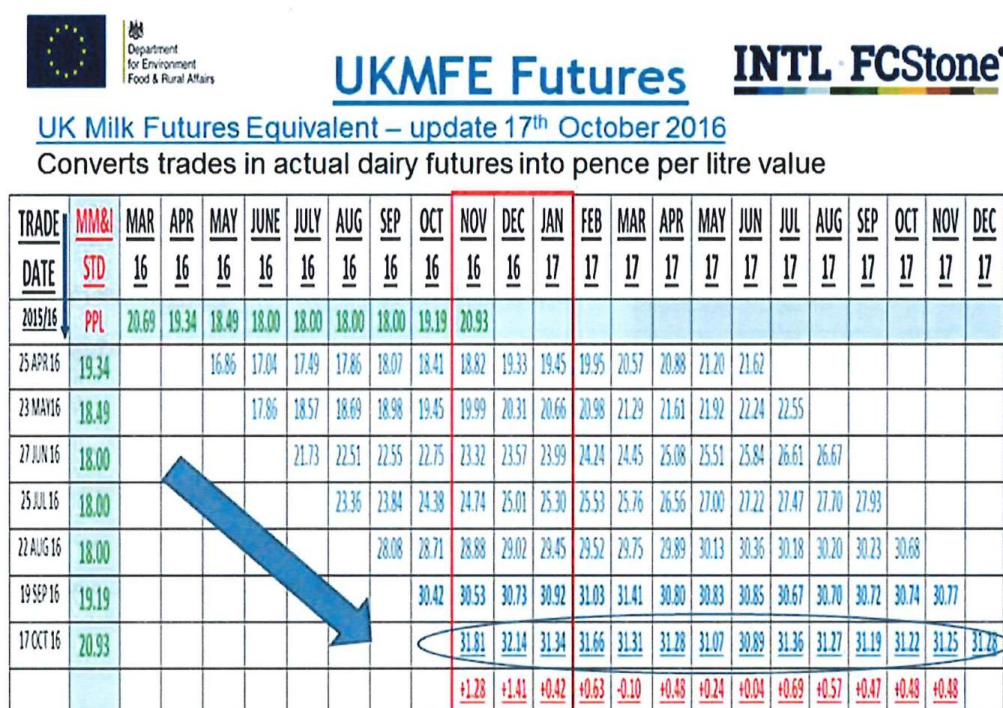 Department
for Environment
Food & Rural Affairs
UKMFE Futures
INTL FCStone
UK Milk Futures Equivalent – update 17th October 2016
Converts trades in actual dairy futures into pence per litre value
TRADE MM&I MAR APR MAY JUNE JULY AUG SEP OCT NOV DEC JAN FEB MAR APR MAY JUN JUL AUG SEP OCT NOV DEC
DATE STD 16 16 16 16 16 16 16 16 16 16 17 17 17 17 17 17 17 17 17 17 17 17
2015/16 PPL 20.69 19.34 18.49 18.00 18.00 18.00 18.00 19.19 20.93
25 APR 16 19.34 16.86 17.04 17.49 17.86 18.07 18.41 18.82 19.33 19.45 19.95 20.57 20.88 21.20 21.62
23 MAY16 18.49 17.86 18.57 18.69 18.98 19.45 19.99 20.31 20.66 20.98 21.29 21.61 21.92 22.24 22.55
27 JUN 16 18.00 21.73 22.51 22.55 22.75 23.32 23.57 23.99 24.24 24.45 25.08 25.51 25.84 26.61 26.67
25 JUL 16 18.00 23.36 23.84 24.38 24.74 25.01 25.30 25.53 25.76 26.56 27.00 27.22 27.47 27.70 27.93
22 AUG 16 18.00 28.08 28.71 28.88 29.02 29.45 29.52 29.75 29.89 30.13 30.36 30.18 30.20 30.23 30.68
19 SEP 16 19.19 30.42 30.53 30.73 30.92 31.03 31.41 30.80 30.83 30.85 30.67 30.70 30.72 30.74 30.77
17 OCT 16 20.93 31.81 32.14 31.34 31.66 31.31 31.28 31.07 30.89 31.36 31.27 31.19 31.22 31.25 31.28
+1.28 +1.41 +0.42 +0.63 -0.10 +0.48 +0.24 +0.04 +0.69 +0.57 +0.47 +0.48 +0.48